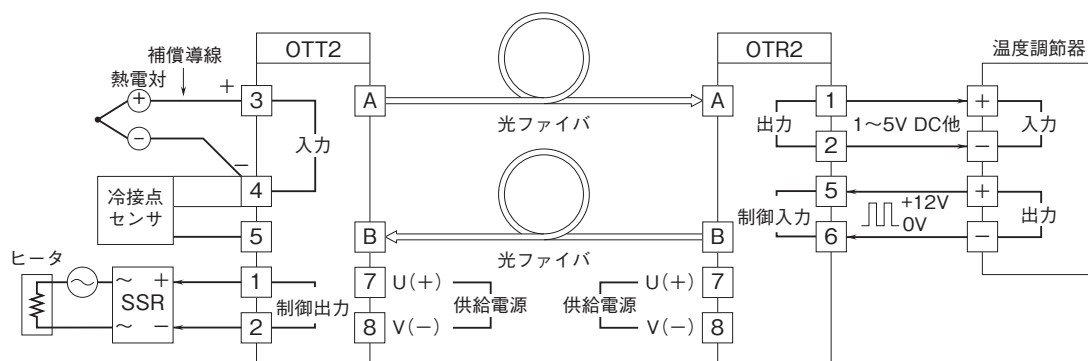 OTT2
OTR2
温度調節器
補償導線
熱電対
+
-
+
-
3
4
5
入力
冷接点
センサ
A
光ファイバ
A
B
光ファイバ
B
1
2
出力
1～5V DC他
+
-
入力
5
6
制御入力
+12V
0V
+
-
出力
ヒータ
SSR
～
～
+
-
1
2
制御出力
7
8
U(+)
V(-)
供給電源
供給電源
U(+)
V(-)
7
8